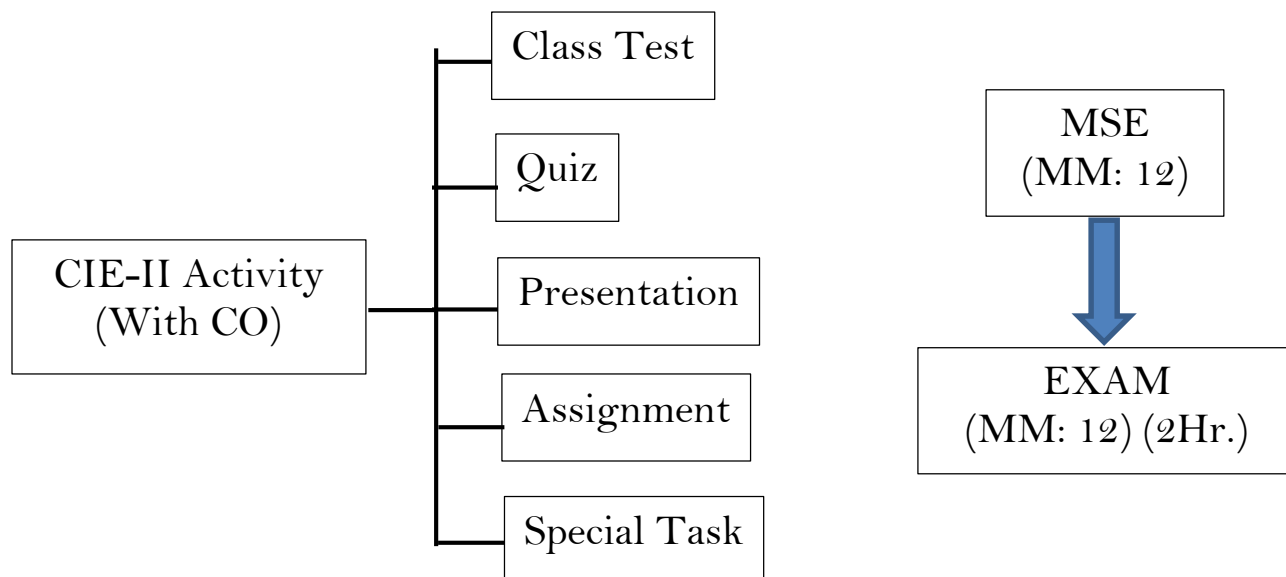 CIE-II Activity
(With CO)
Class Test
Quiz
Presentation
Assignment
Special Task
MSE
(MM: 12)
EXAM
(MM: 12) (2Hr.)